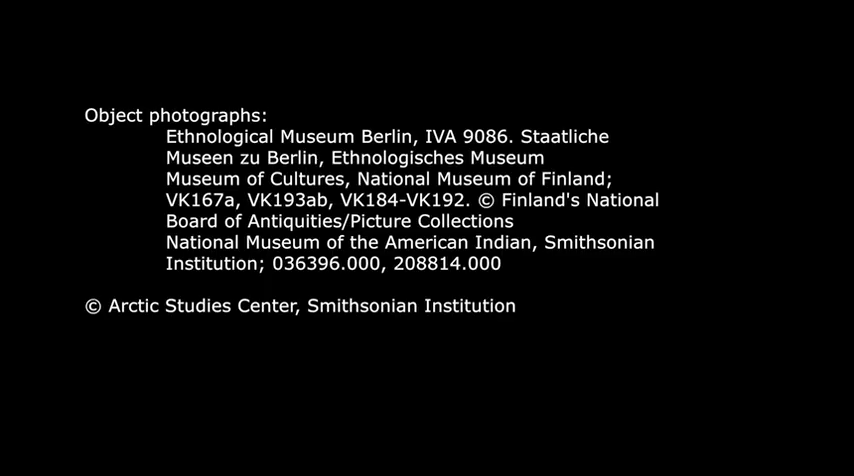 Object photographs:
Ethnological Museum Berlin, IVA 9086. Staatliche
Museen zu Berlin, Ethnologisches Museum
Museum of Cultures, National Museum of Finland;
VK167a, VK193ab, VK184-VK192. © Finland's National
Board of Antiquities/Picture Collections
National Museum of the American Indian, Smithsonian
Institution; 036396.000, 208814.000
© Arctic Studies Center, Smithsonian Institution